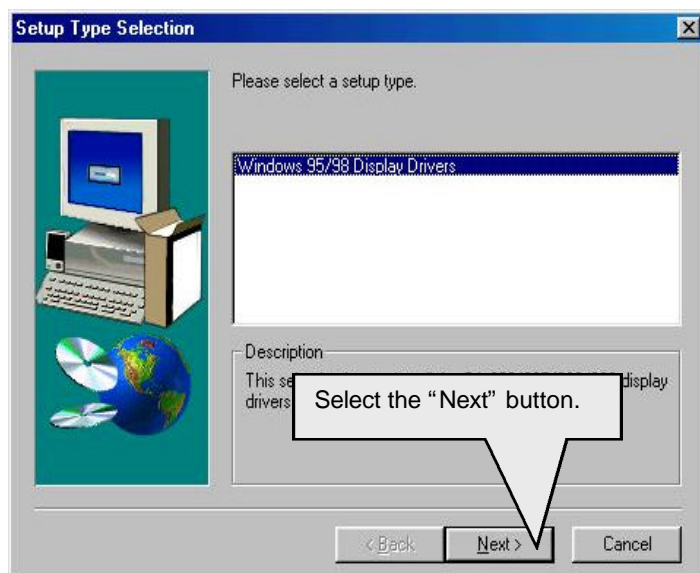 Setup Type Selection
Please select a setup type.
Windows 95/98 Display Drivers
Description
This display
drivers
Select the “Next” button.
< Back
Next >
Cancel